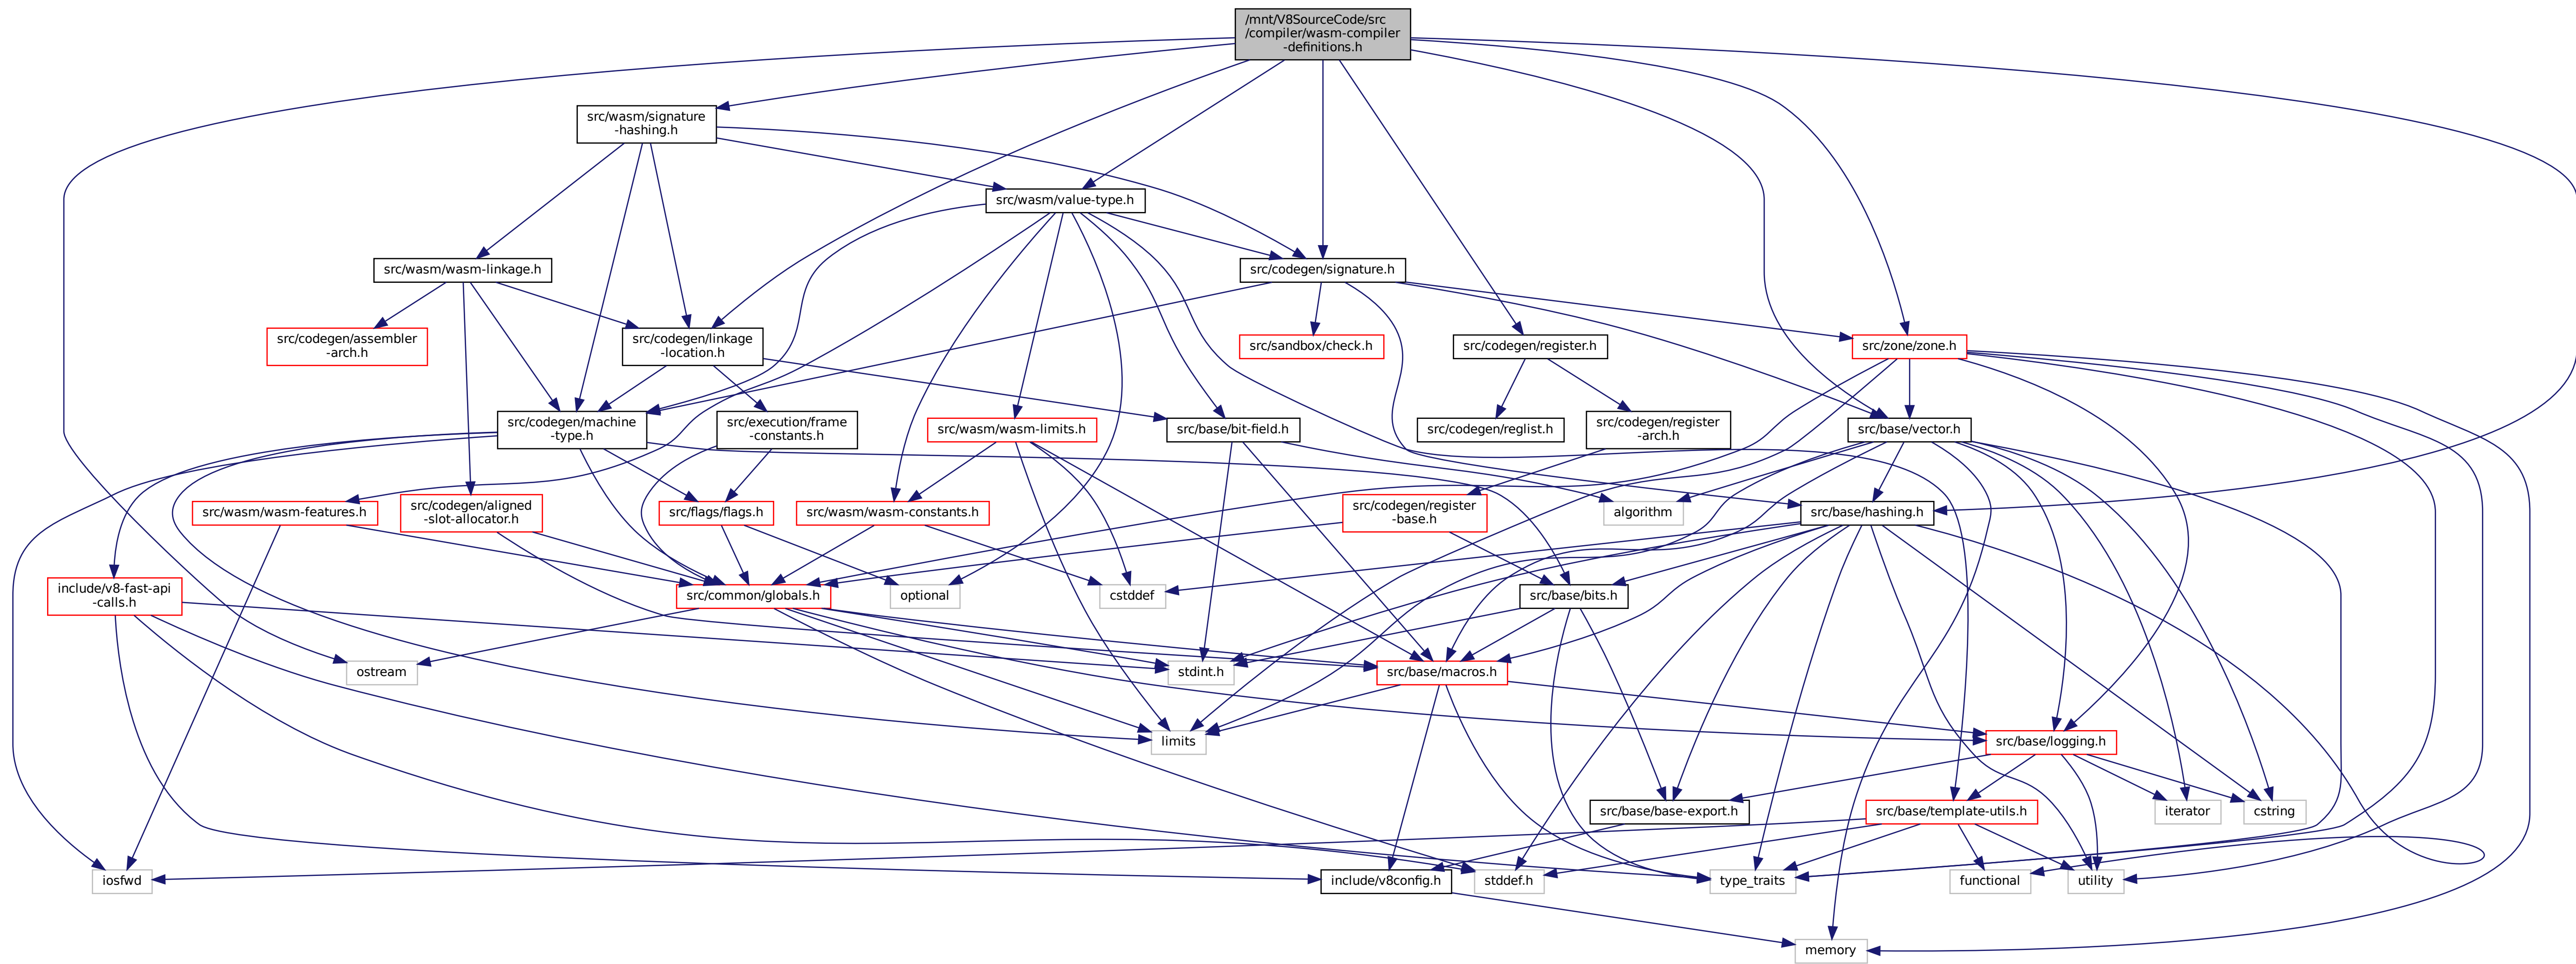 /mnt/V8SourceCode/src
/compiler/wasm-compiler
-definitions.h
src/wasm/signature
-hashing.h
src/wasm/value-type.h
src/wasm/wasm-linkage.h
src/codegen/signature.h
src/codegen/assembler
-arch.h
src/codegen/linkage
-location.h
src/sandbox/check.h
src/codegen/register.h
src/zone/zone.h
src/codegen/machine
-type.h
src/execution/frame
-constants.h
src/wasm/wasm-limits.h
src/base/bit-field.h
src/codegen/reglist.h
src/codegen/register
-arch.h
src/base/vector.h
src/wasm/wasm-features.h
src/codegen/aligned
-slot-allocator.h
src/flags/flags.h
src/wasm/wasm-constants.h
src/codegen/register
-base.h
algorithm
src/base/hashing.h
include/v8-fast-api
-calls.h
src/common/globals.h
optional
cstddef
src/base/bits.h
ostream
stdint.h
src/base/macros.h
limits
src/base/logging.h
src/base/base-export.h
src/base/template-utils.h
iterator
cstring
iosfwd
include/v8config.h
stddef.h
type_traits
functional
utility
memory